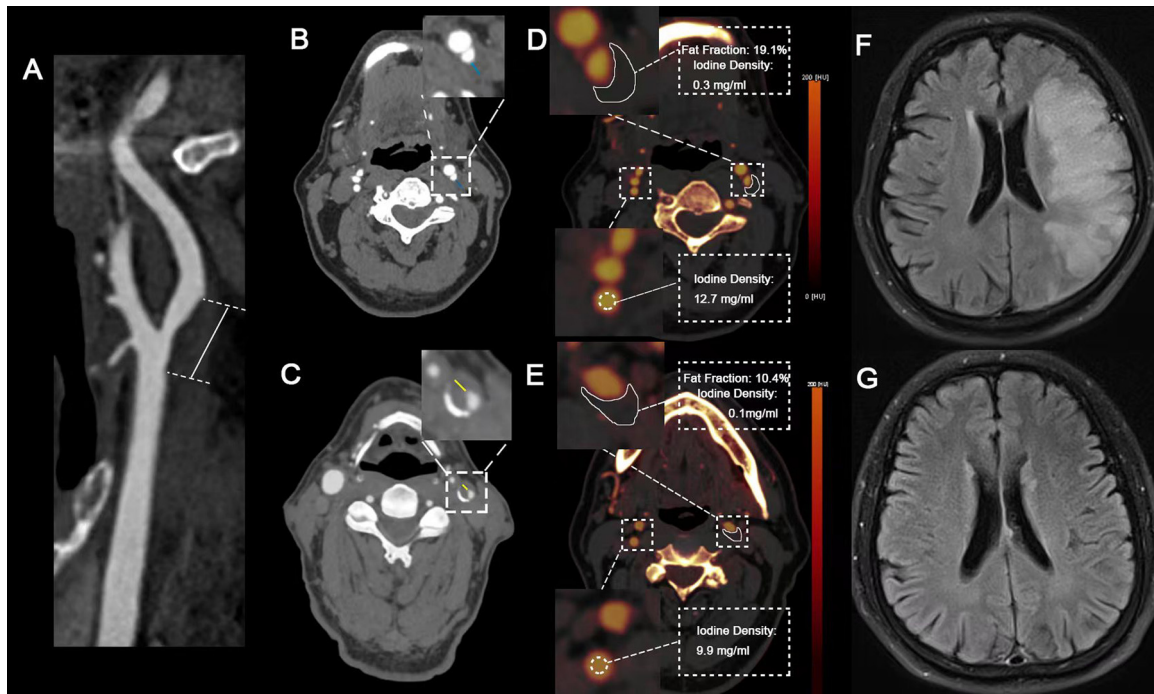 A
B
C
D
Fat Fraction: 19.1%
Iodine Density:
0.3 mg/ml
Iodine Density:
12.7 mg/ml
200 [HU]
0 [HU]
E
Fat Fraction: 10.4%
Iodine Density:
0.1mg/ml
Iodine Density:
9.9 mg/ml
200 [HU]
F
G